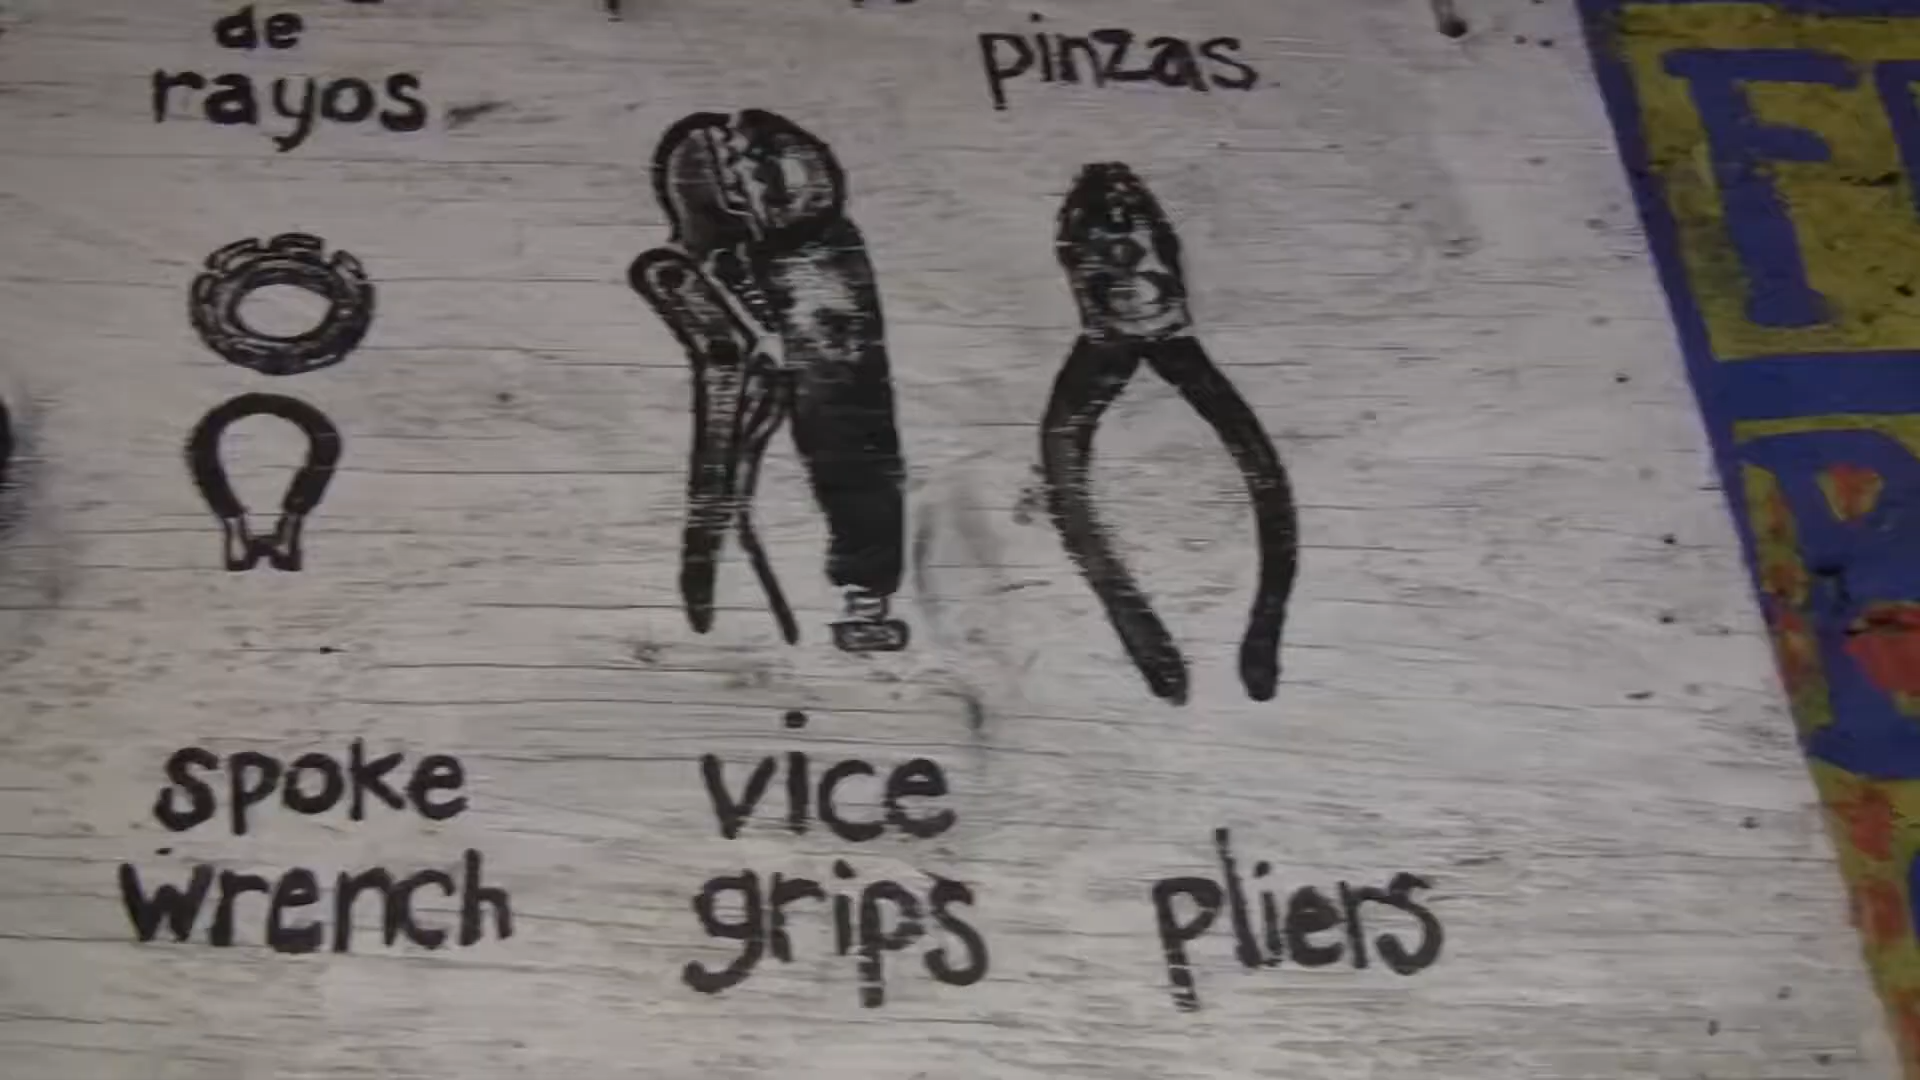 de
rayos
pinzas
spoke
wrench
vice
grips
pliers